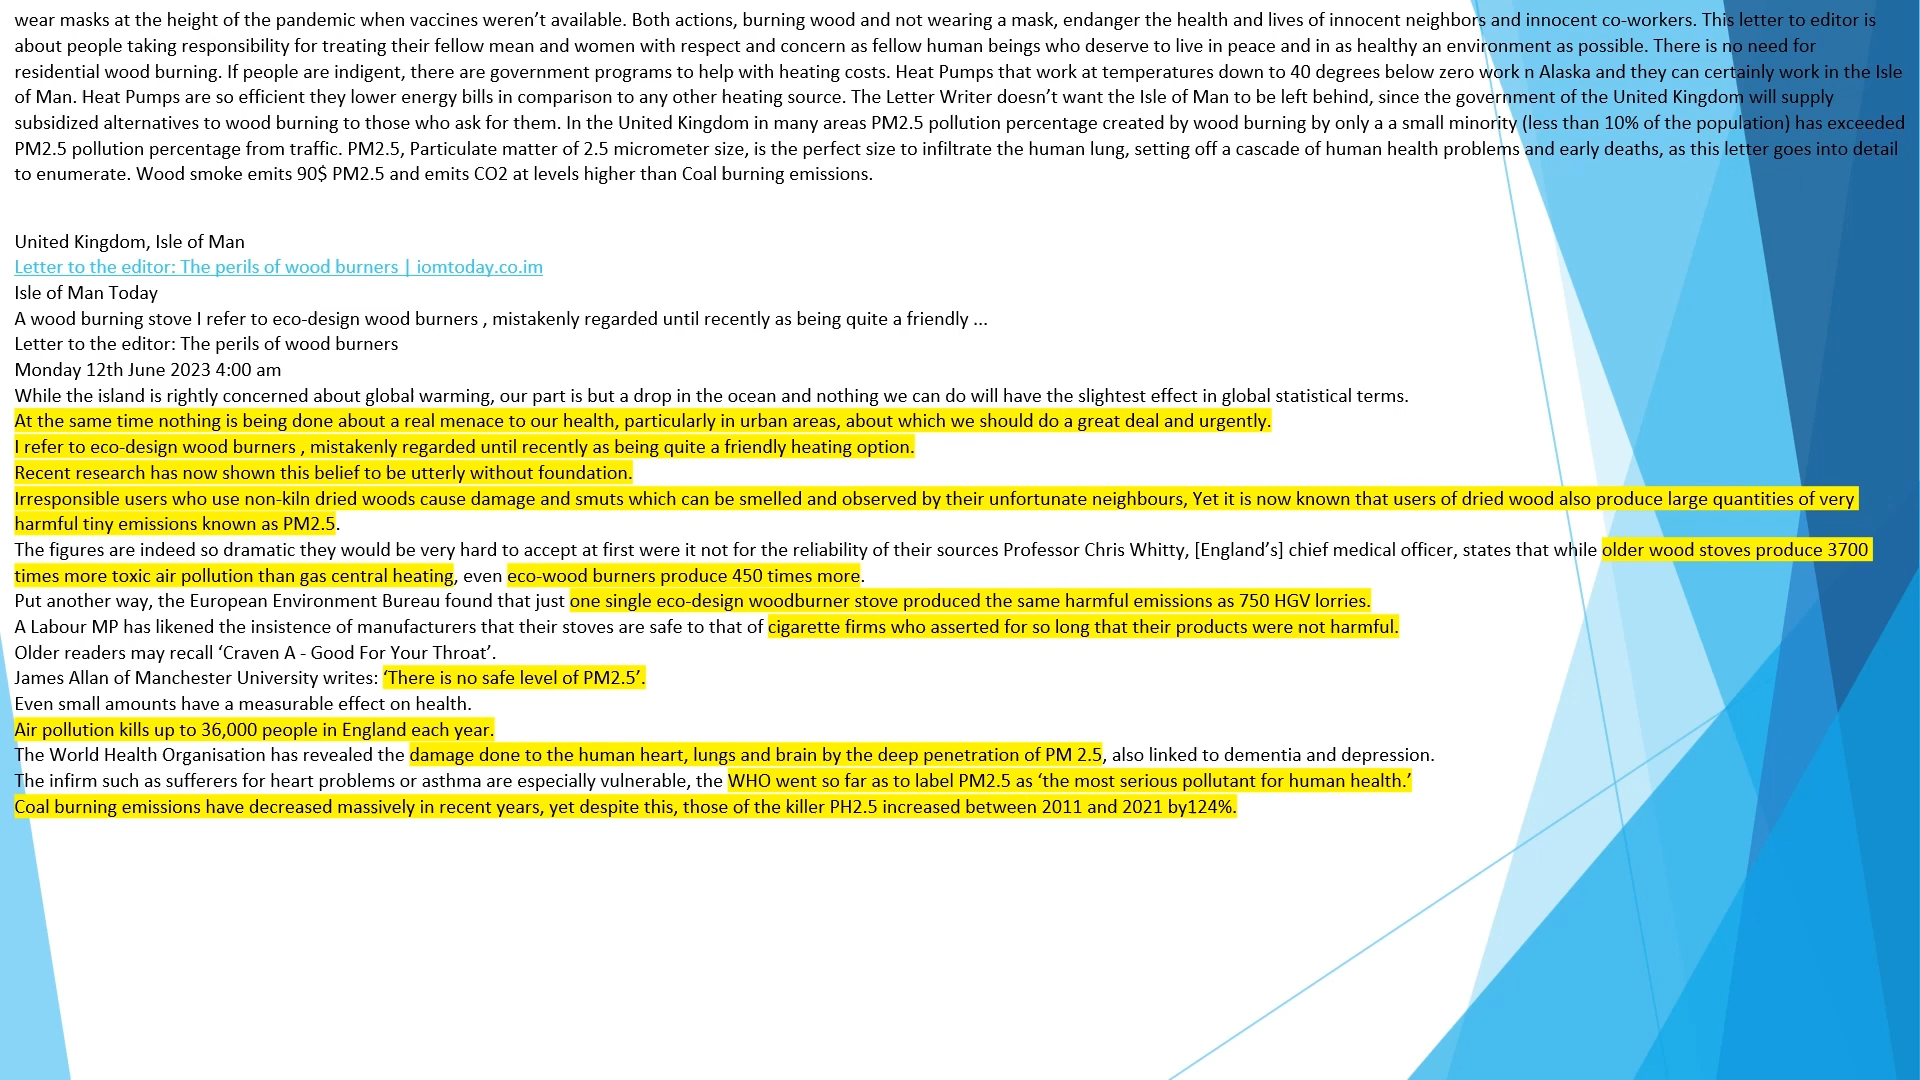 wear masks at the height of the pandemic when vaccines weren’t available. Both actions, burning wood and not wearing a mask, endanger the health and lives of innocent neighbors and innocent co-workers. This letter to editor is
about people taking responsibility for treating their fellow mean and women with respect and concern as fellow human beings who deserve to live in peace and in as healthy an environment as possible. There is no need for
residential wood burning. If people are indigent, there are government programs to help with heating costs. Heat Pumps that work at temperatures down to 40 degrees below zero work n Alaska and they can certainly work in the Isle
of Man. Heat Pumps are so efficient they lower energy bills in comparison to any other heating source. The Letter Writer doesn’t want the Isle of Man to be left behind, since the government of the United Kingdom will supply
subsidized alternatives to wood burning to those who ask for them. In the United Kingdom in many areas PM2.5 pollution percentage created by wood burning by only a a small minority (less than 10% of the population) has exceeded
PM2.5 pollution percentage from traffic. PM2.5, Particulate matter of 2.5 micrometer size, is the perfect size to infiltrate the human lung, setting off a cascade of human health problems and early deaths, as this letter goes into detail
to enumerate. Wood smoke emits 90$ PM2.5 and emits CO2 at levels higher than Coal burning emissions.
United Kingdom, Isle of Man
Letter to the editor: The perils of wood burners | iomtoday.co.im
Isle of Man Today
A wood burning stove I refer to eco-design wood burners , mistakenly regarded until recently as being quite a friendly ...
Letter to the editor: The perils of wood burners
Monday 12th June 2023 4:00 am
While the island is rightly concerned about global warming, our part is but a drop in the ocean and nothing we can do will have the slightest effect in global statistical terms.
At the same time nothing is being done about a real menace to our health, particularly in urban areas, about which we should do a great deal and urgently.
I refer to eco-design wood burners , mistakenly regarded until recently as being quite a friendly heating option.
Recent research has now shown this belief to be utterly without foundation.
Irresponsible users who use non-kiln dried woods cause damage and smuts which can be smelled and observed by their unfortunate neighbours, Yet it is now known that users of dried wood also produce large quantities of very
harmful tiny emissions known as PM2.5.
The figures are indeed so dramatic they would be very hard to accept at first were it not for the reliability of their sources Professor Chris Whitty, [England’s] chief medical officer, states that while older wood stoves produce 3700
times more toxic air pollution than gas central heating, even eco-wood burners produce 450 times more.
Put another way, the European Environment Bureau found that just one single eco-design woodburner stove produced the same harmful emissions as 750 HGV lorries.
A Labour MP has likened the insistence of manufacturers that their stoves are safe to that of cigarette firms who asserted for so long that their products were not harmful.
Older readers may recall ‘Craven A - Good For Your Throat’.
James Allan of Manchester University writes: ‘There is no safe level of PM2.5’.
Even small amounts have a measurable effect on health.
Air pollution kills up to 36,000 people in England each year.
The World Health Organisation has revealed the damage done to the human heart, lungs and brain by the deep penetration of PM 2.5, also linked to dementia and depression.
The infirm such as sufferers for heart problems or asthma are especially vulnerable, the WHO went so far as to label PM2.5 as ‘the most serious pollutant for human health.’
Coal burning emissions have decreased massively in recent years, yet despite this, those of the killer PH2.5 increased between 2011 and 2021 by124%.